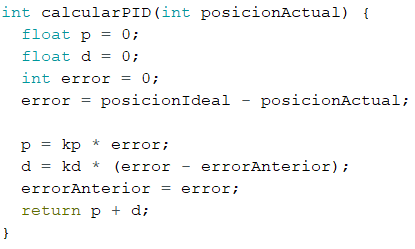 int calcularPID(int posicionActual) {
  float p = 0;
  float d = 0;
  int error = 0;
  error = posicionIdeal - posicionActual;

  p = kp * error;
  d = kd * (error - errorAnterior);
  errorAnterior = error;
  return p + d;
}